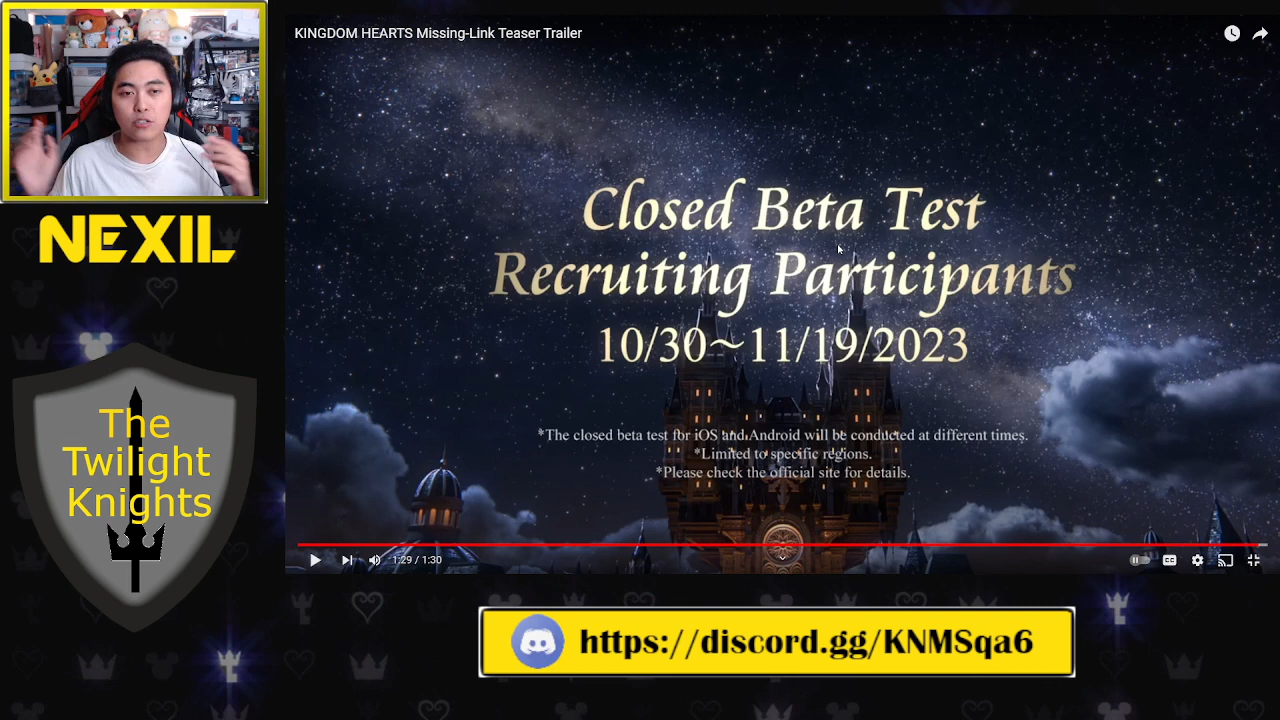 KINGDOM HEARTS Missing-Link Teaser Trailer
Closed Beta Test
Recruiting Participants
10/30~11/19/2023
*The closed beta test for iOS and Android will be conducted at different times.
*Limited to specific regions.
*Please check the official site for details.
1:29 / 1:30
CC
NEXIL
The
Twilight
Knights
https://discord.gg/KNMSqa6